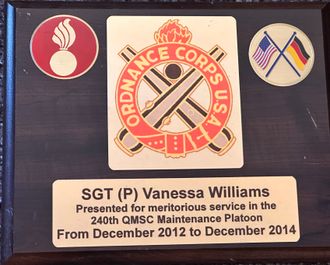 ORDNANCE CORPS U.S.A.
SGT (P) Vanessa Williams
Presented for meritorious service in the
240th QMSC Maintenance Platoon
From December 2012 to December 2014